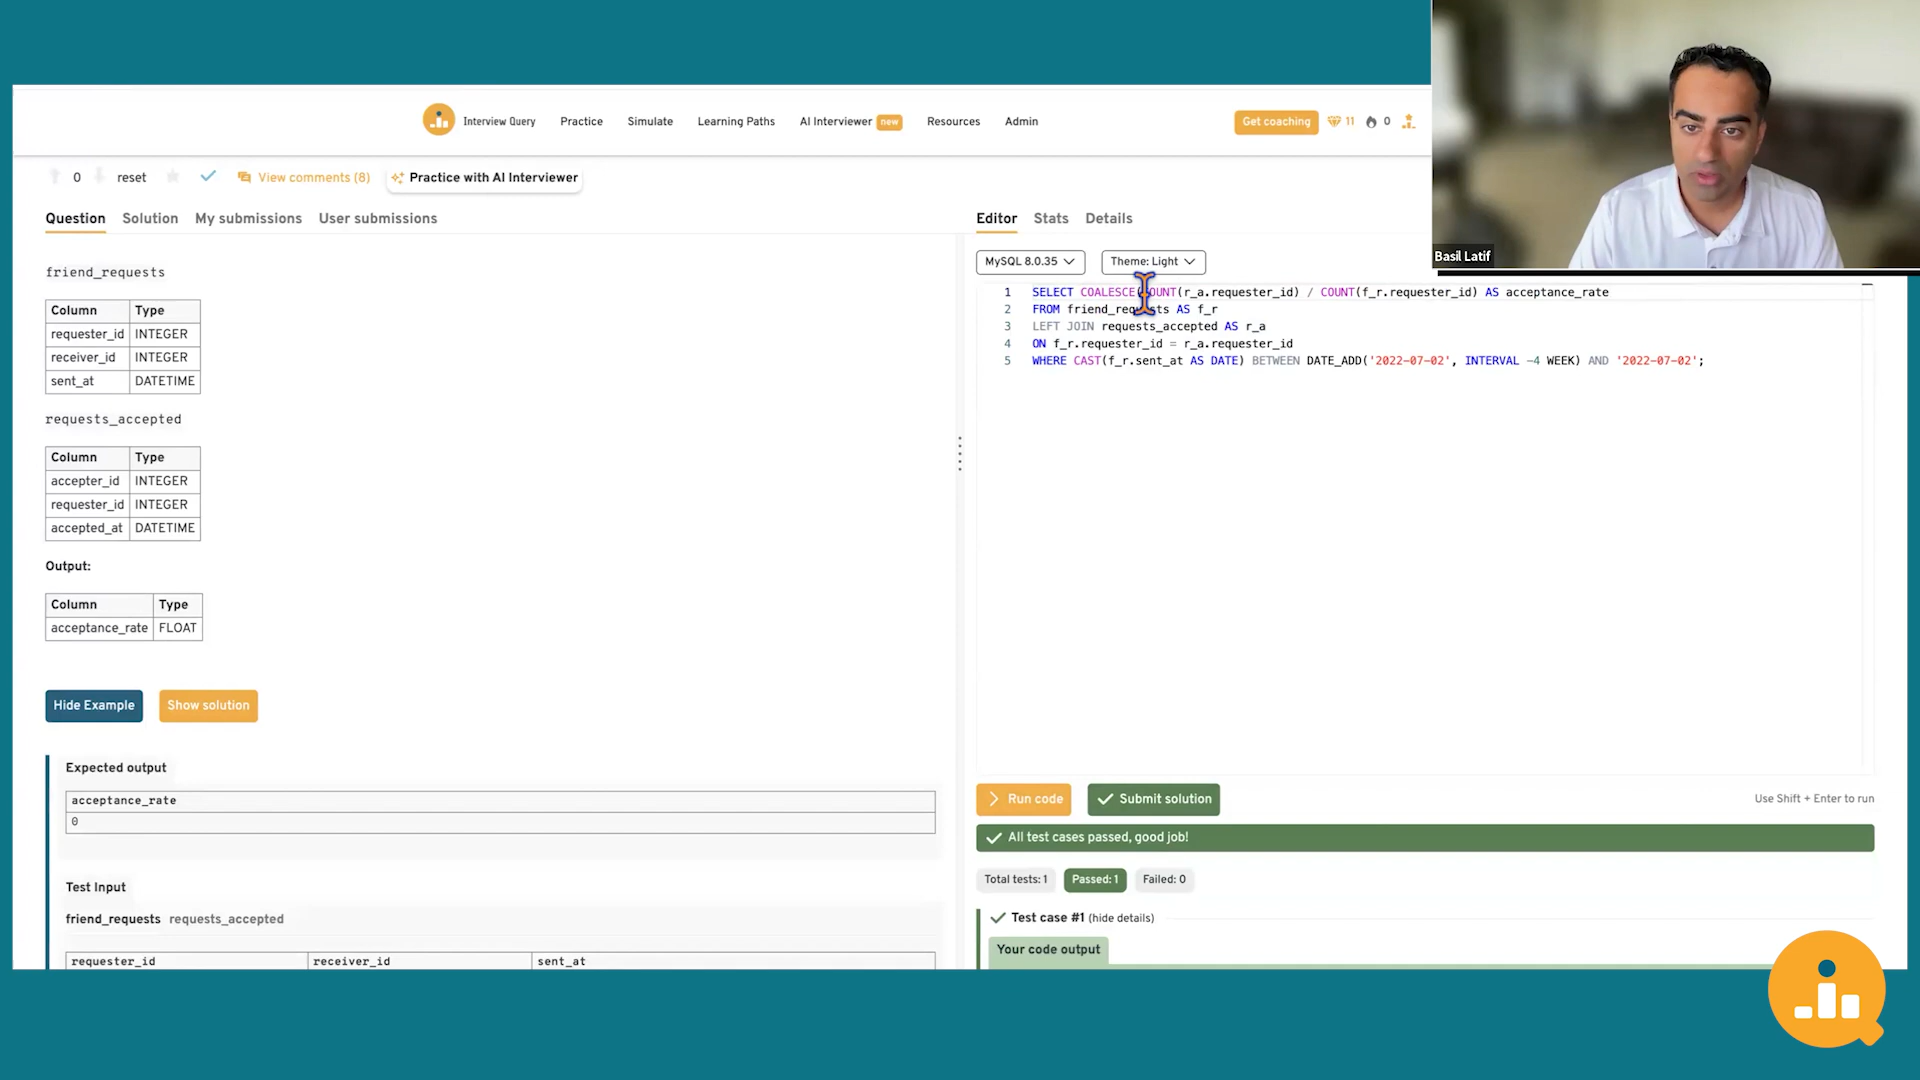 Interview Query Practice Simulate Learning Paths AI Interviewer new Resources Admin Get coaching 11 0
0 reset View comments (8) Practice with AI Interviewer
Question Solution My submissions User submissions
friend_requests
Column Type
requester_id INTEGER
receiver_id INTEGER
sent_at DATETIME
requests_accepted
Column Type
accepter_id INTEGER
requester_id INTEGER
accepted_at DATETIME
Output:
Column Type
acceptance_rate FLOAT
Hide Example Show solution
Expected output
acceptance_rate
0
Test Input
friend_requests requests_accepted
requester_id receiver_id sent_at
Editor Stats Details
MySQL 8.0.35 Theme: Light
1 SELECT COALESCE(COUNT(r_a.requester_id) / COUNT(f_r.requester_id) AS acceptance_rate
2 FROM friend_requests AS f_r
3 LEFT JOIN requests_accepted AS r_a
4 ON f_r.requester_id = r_a.requester_id
5 WHERE CAST(f_r.sent_at AS DATE) BETWEEN DATE_ADD('2022-07-02', INTERVAL -4 WEEK) AND '2022-07-02';
Run code Submit solution Use Shift + Enter to run
All test cases passed, good job!
Total tests: 1 Passed: 1 Failed: 0
Test case #1 (hide details)
Your code output
Basil Latif